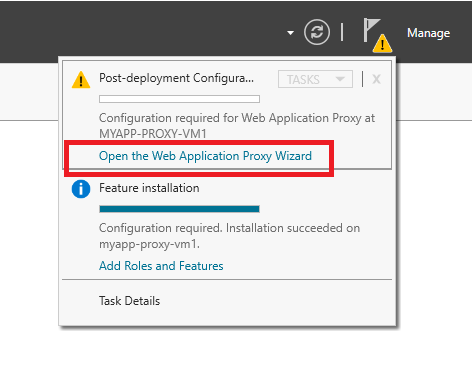 Manage
Post-deployment Configura...
TASKS
X
Configuration required for Web Application Proxy at
MYAPP-PROXY-VM1
Open the Web Application Proxy Wizard
Feature installation
Configuration required. Installation succeeded on
myapp-proxy-vm1.
Add Roles and Features
Task Details